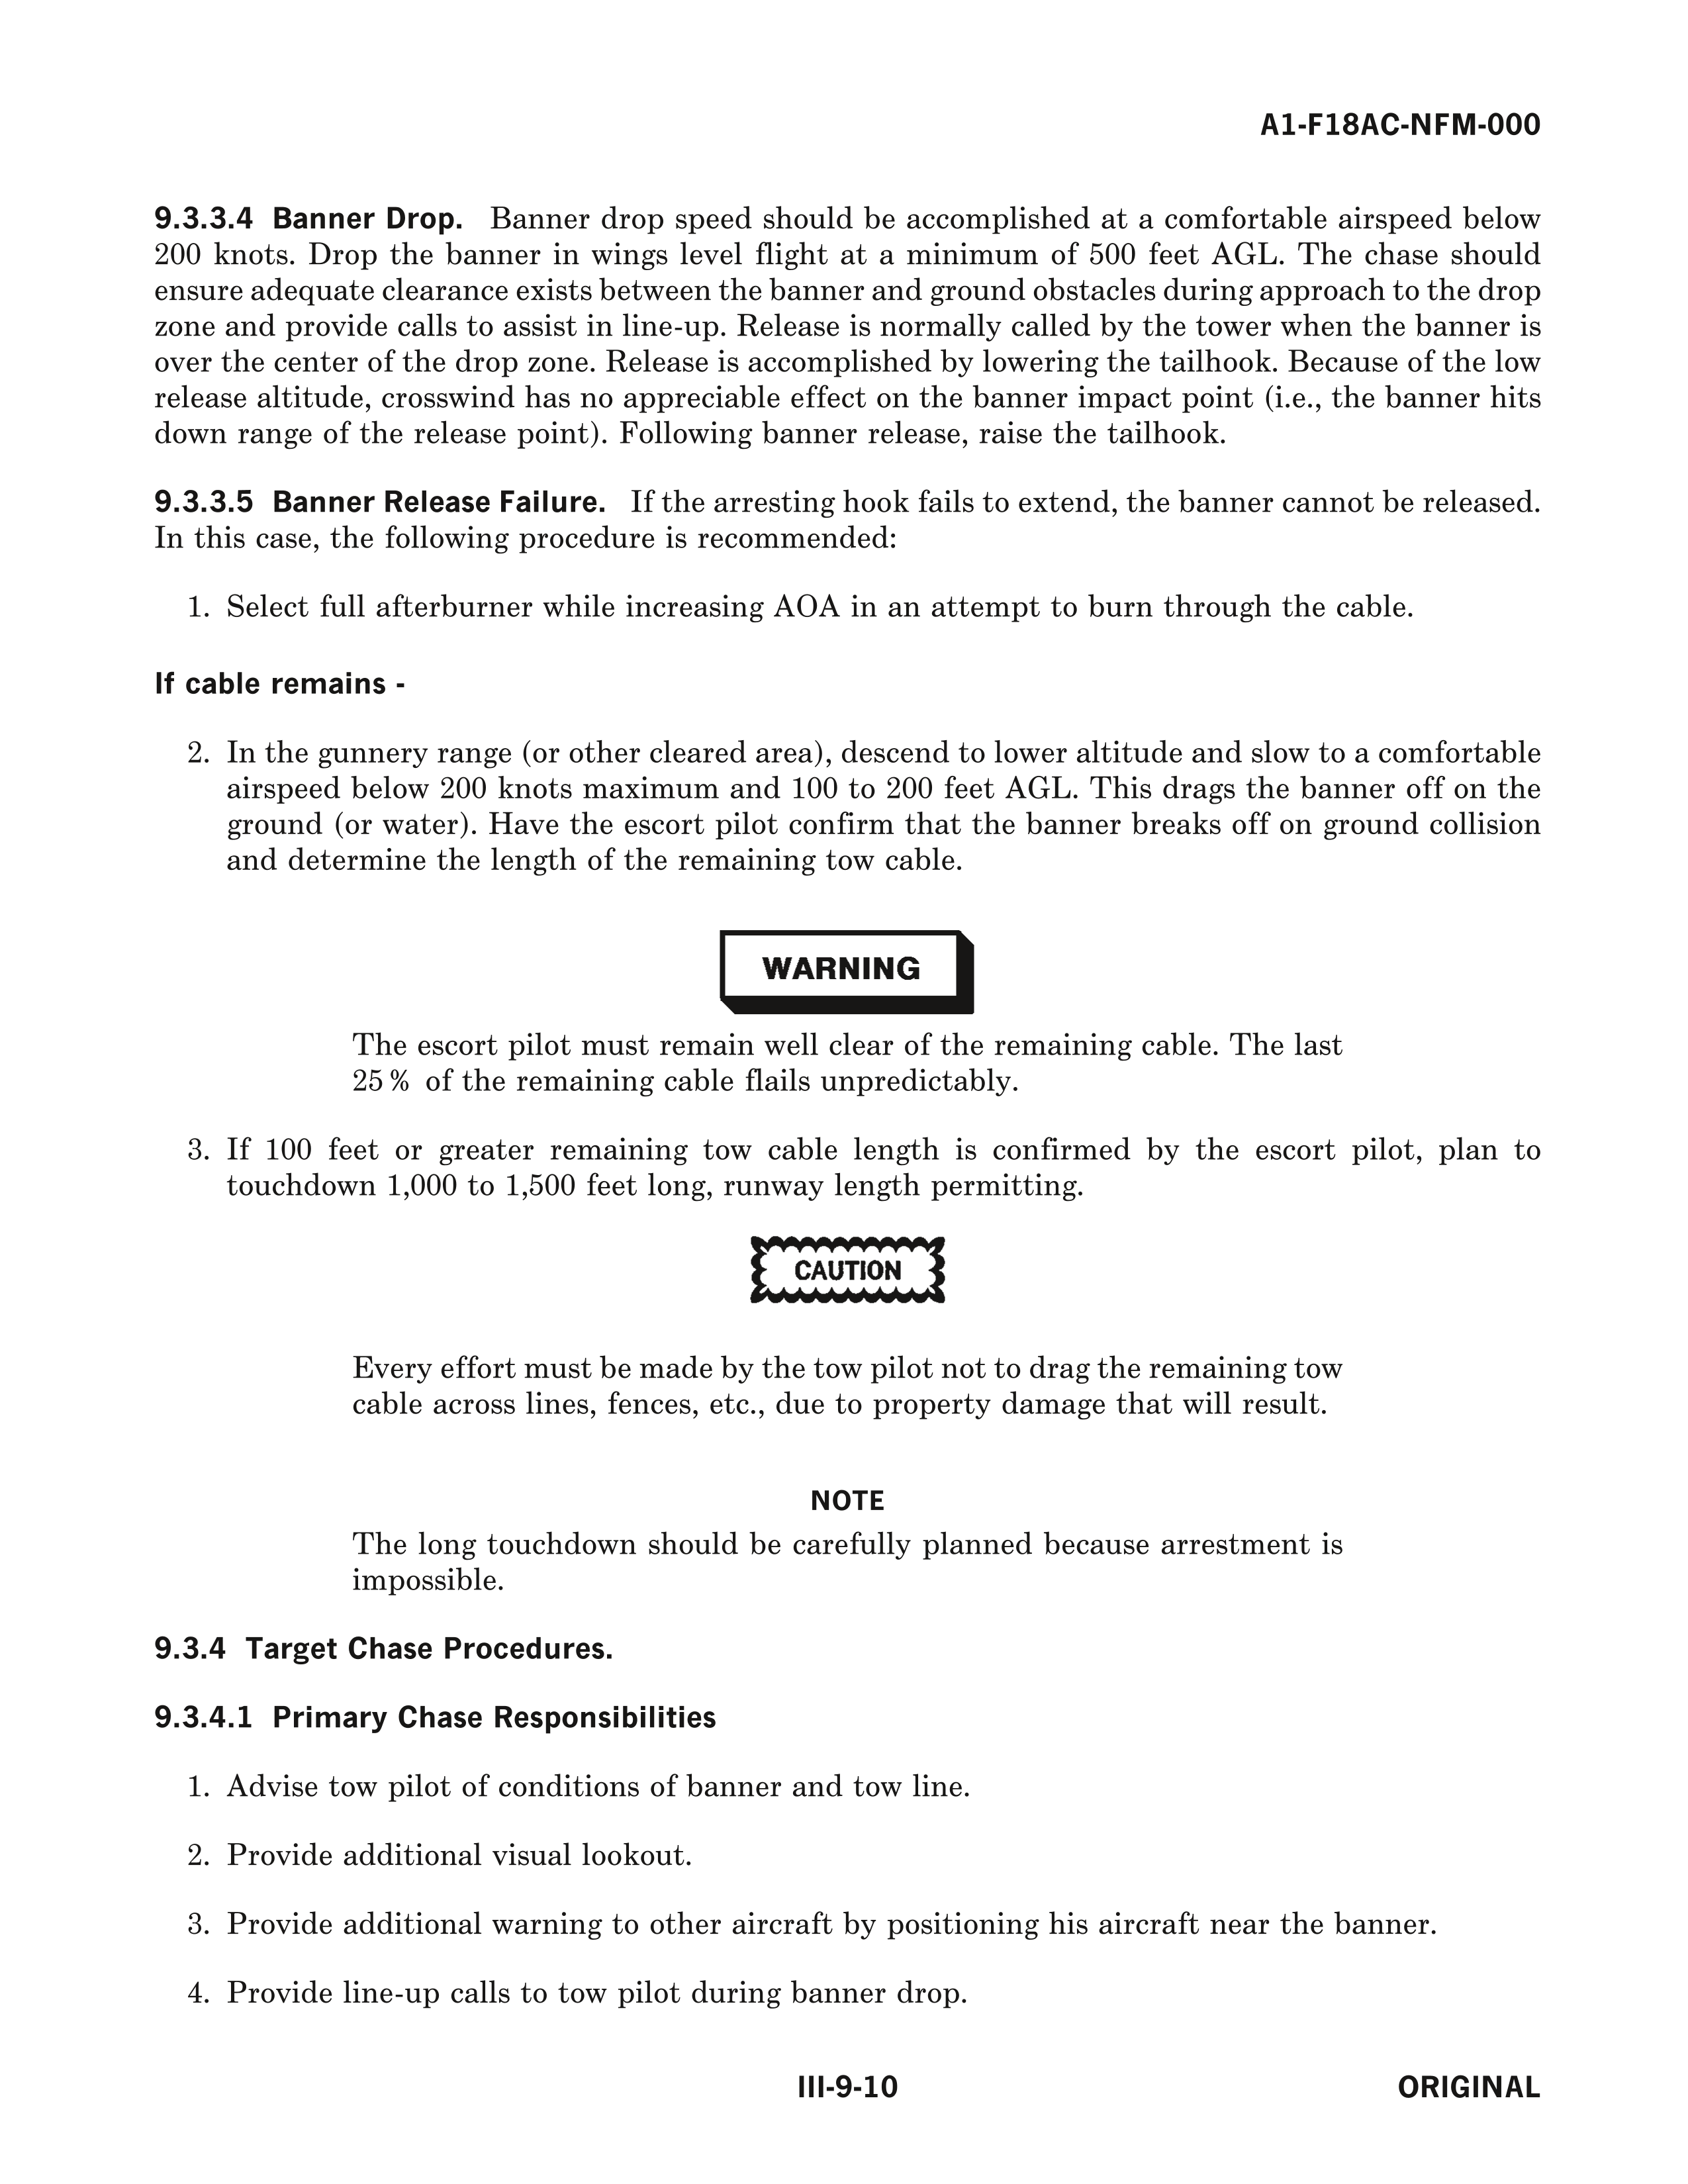 A1-F18AC-NFM-000
9.3.3.4 Banner Drop. Banner drop speed should be accomplished at a comfortable airspeed below
200 knots. Drop the banner in wings level flight at a minimum of 500 feet AGL. The chase should
ensure adequate clearance exists between the banner and ground obstacles during approach to the drop
zone and provide calls to assist in line-up. Release is normally called by the tower when the banner is
over the center of the drop zone. Release is accomplished by lowering the tailhook. Because of the low
release altitude, crosswind has no appreciable effect on the banner impact point (i.e., the banner hits
down range of the release point). Following banner release, raise the tailhook.
9.3.3.5 Banner Release Failure. If the arresting hook fails to extend, the banner cannot be released.
In this case, the following procedure is recommended:
1. Select full afterburner while increasing AOA in an attempt to burn through the cable.
If cable remains -
2. In the gunnery range (or other cleared area), descend to lower altitude and slow to a comfortable
airspeed below 200 knots maximum and 100 to 200 feet AGL. This drags the banner off on the
ground (or water). Have the escort pilot confirm that the banner breaks off on ground collision
and determine the length of the remaining tow cable.
WARNING
The escort pilot must remain well clear of the remaining cable. The last
25% of the remaining cable flails unpredictably.
3. If 100 feet or greater remaining tow cable length is confirmed by the escort pilot, plan to
touchdown 1,000 to 1,500 feet long, runway length permitting.
CAUTION
Every effort must be made by the tow pilot not to drag the remaining tow
cable across lines, fences, etc., due to property damage that will result.
NOTE
The long touchdown should be carefully planned because arrestment is
impossible.
9.3.4 Target Chase Procedures.
9.3.4.1 Primary Chase Responsibilities
1. Advise tow pilot of conditions of banner and tow line.
2. Provide additional visual lookout.
3. Provide additional warning to other aircraft by positioning his aircraft near the banner.
4. Provide line-up calls to tow pilot during banner drop.
III-9-10
ORIGINAL